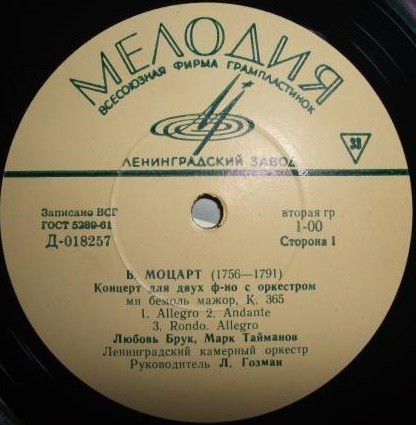 МЕЛОДИЯ
ВСЕСОЮЗНАЯ ФИРМА ГРАМПЛАСТИНОК
ЛЕНИНГРАДСКИЙ ЗАВОД
33
Записано ВСГ
ГОСТ 5289-61
Д-018257
вторая гр
1-00
Сторона 1
В. МОЦАРТ (1756—1791)
Концерт для двух ф-но с оркестром
ми бемоль мажор, К. 365
1. Allegro 2. Andante
3. Rondo. Allegro
Любовь Брук, Марк Тайманов
Ленинградский камерный оркестр
Руководитель Л. Гозман